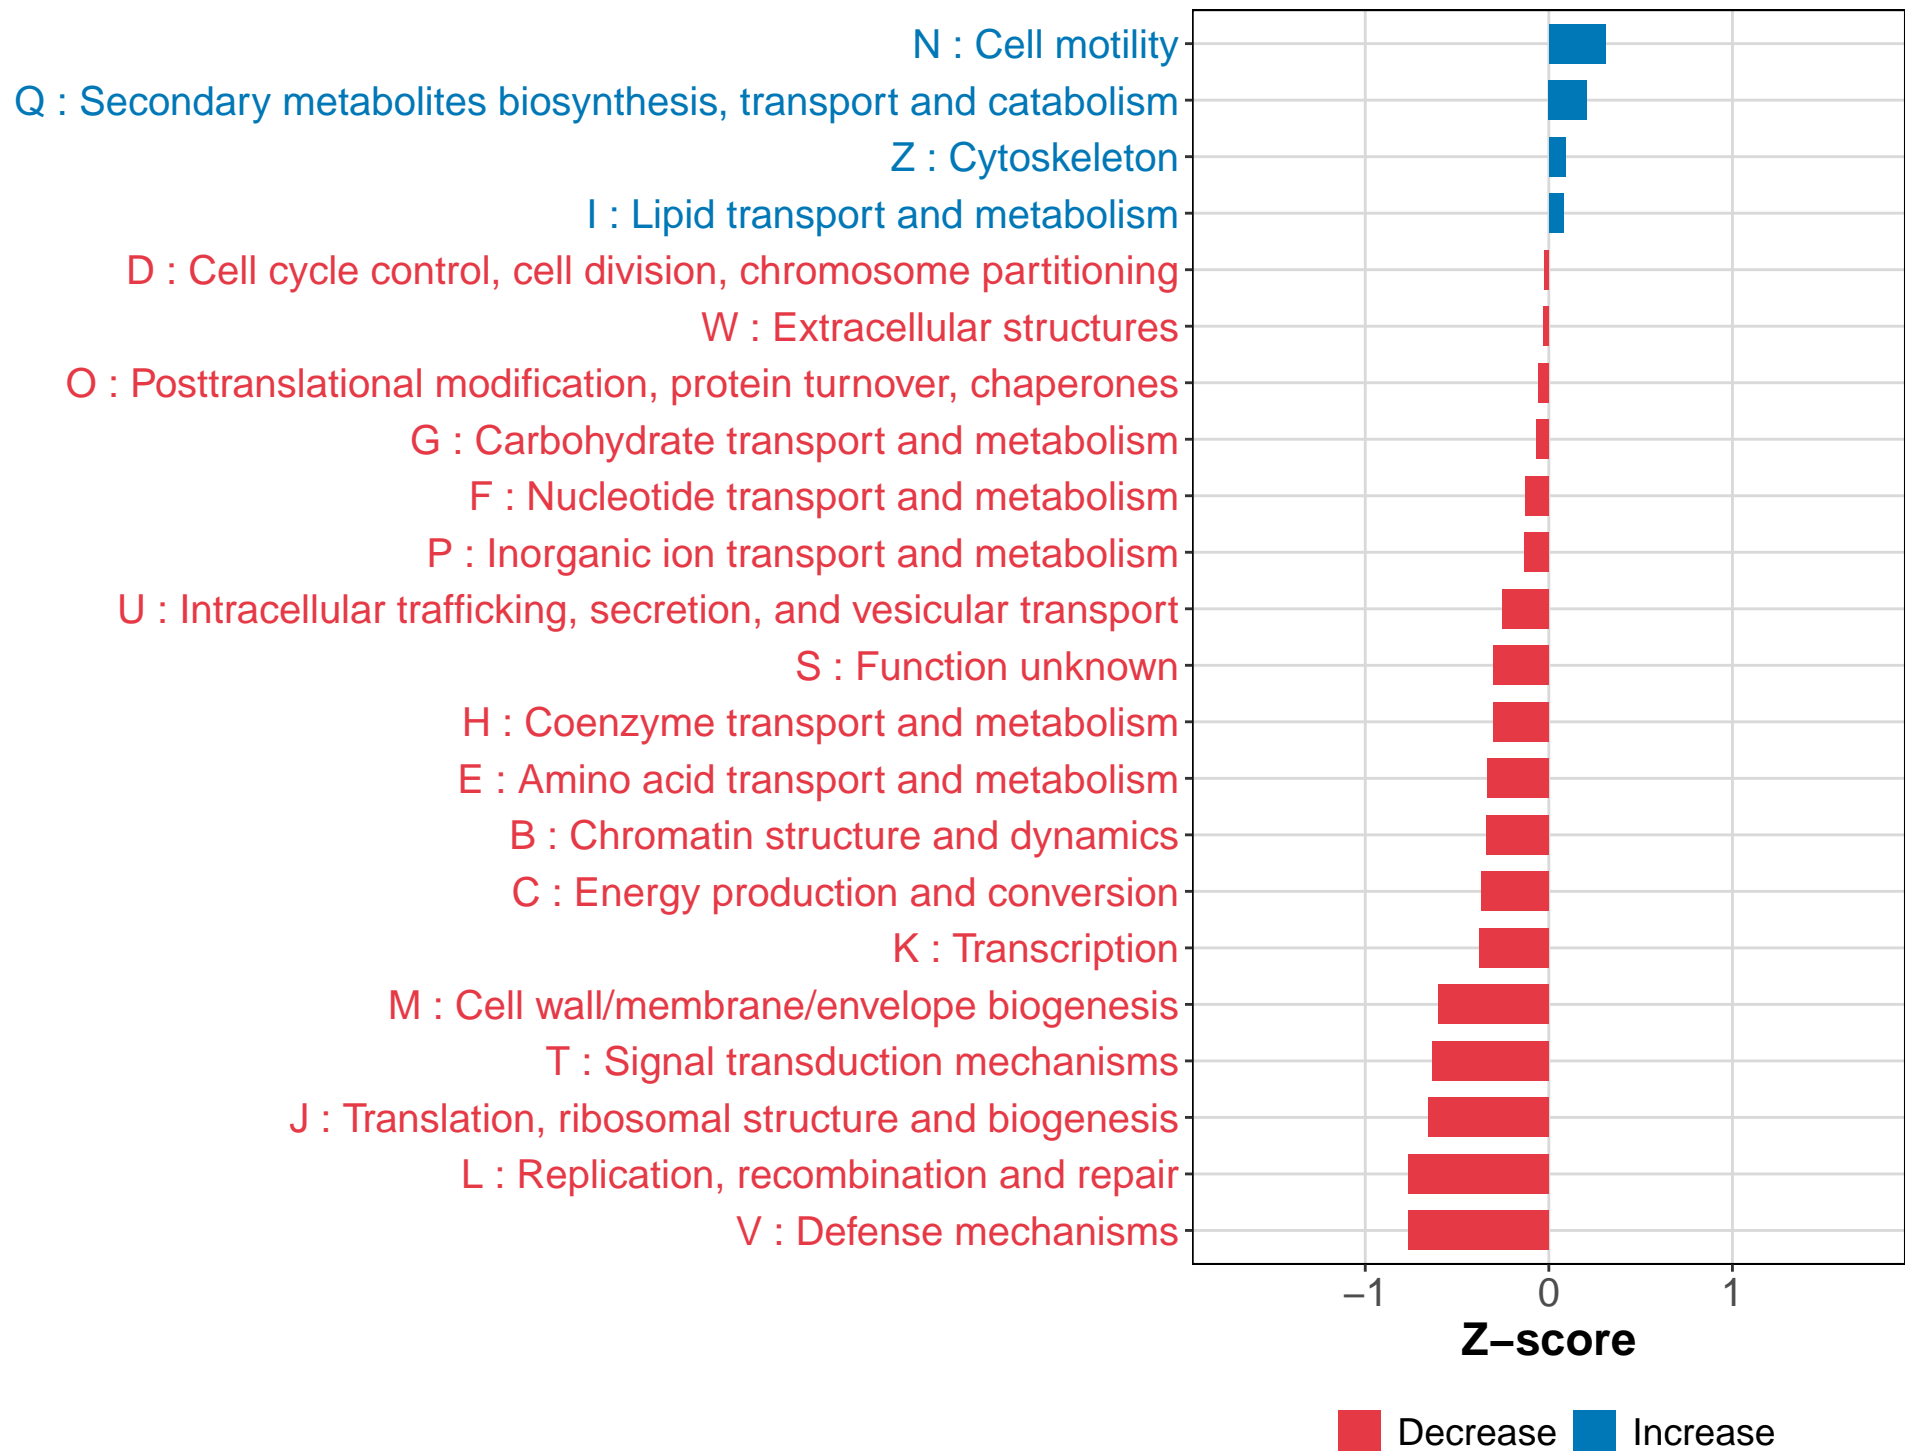 N : Cell motility
Q : Secondary metabolites biosynthesis, transport and catabolism
Z : Cytoskeleton
I : Lipid transport and metabolism
D : Cell cycle control, cell division, chromosome partitioning
W : Extracellular structures
O : Posttranslational modification, protein turnover, chaperones
G : Carbohydrate transport and metabolism
F : Nucleotide transport and metabolism
P : Inorganic ion transport and metabolism
U : Intracellular trafficking, secretion, and vesicular transport
S : Function unknown
H : Coenzyme transport and metabolism
E : Amino acid transport and metabolism
B : Chromatin structure and dynamics
C : Energy production and conversion
K : Transcription
M : Cell wall/membrane/envelope biogenesis
T : Signal transduction mechanisms
J : Translation, ribosomal structure and biogenesis
L : Replication, recombination and repair
V : Defense mechanisms
−1 0 1
Z−score
Decrease Increase